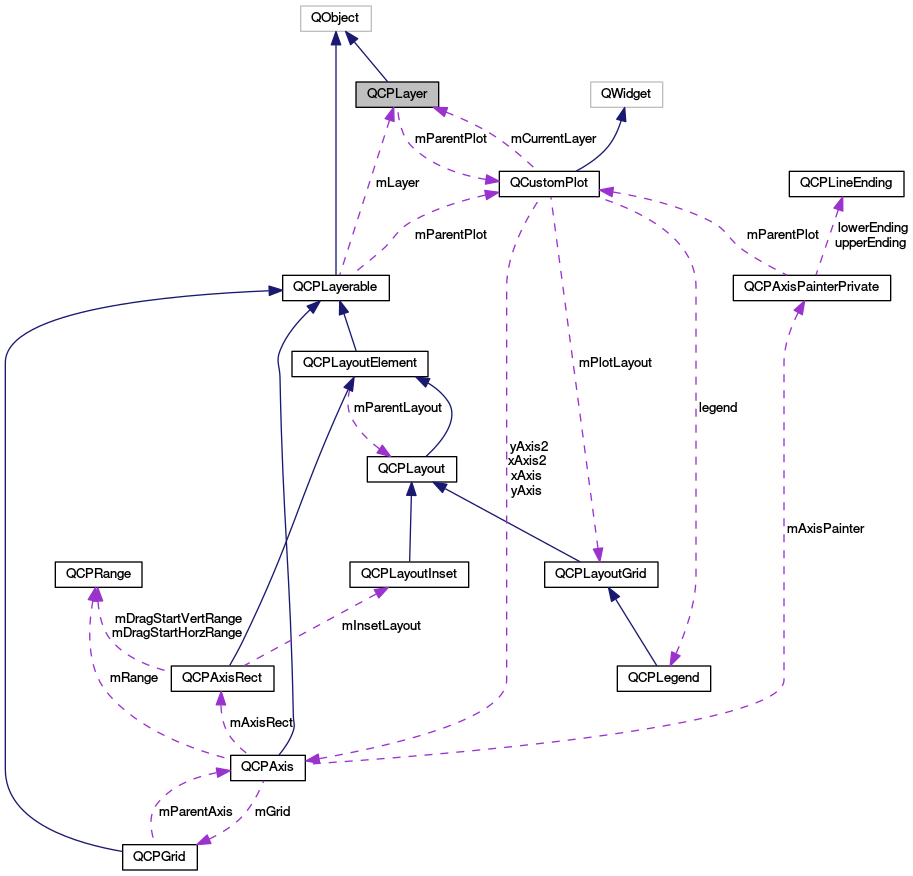 QObject
QCPLayer
QWidget
mParentPlot
mCurrentLayer
mLayer
QCustomPlot
QCPLineEnding
mParentPlot
mParentPlot
lowerEnding
upperEnding
QCPLayerable
QCPAxisPainterPrivate
QCPLayoutElement
mPlotLayout
mParentLayout
legend
yAxis2
xAxis2
xAxis
yAxis
QCPLayout
mAxisPainter
QCPRange
QCPLayoutInset
QCPLayoutGrid
mDragStartVertRange
mDragStartHorzRange
mInsetLayout
mRange
QCPAxisRect
QCPLegend
mAxisRect
QCPAxis
mParentAxis
mGrid
QCPGrid